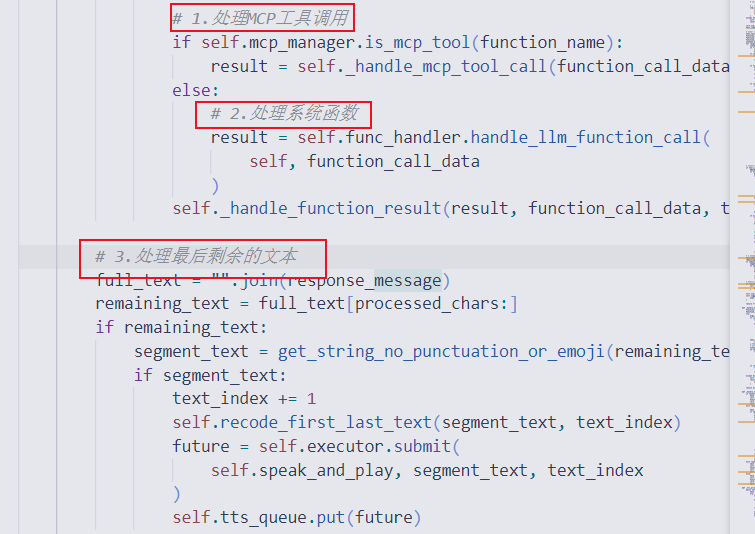 # 1.处理MCP工具调用
if self.mcp_manager.is_mcp_tool(function_name):
result = self._handle_mcp_tool_call(function_call_data
else:
# 2.处理系统函数
result = self.func_handler.handle_llm_function_call(
self, function_call_data
)
self._handle_function_result(result, function_call_data, t
# 3.处理最后剩余的文本
full_text = "".join(response_message)
remaining_text = full_text[processed_chars:]
if remaining_text:
segment_text = get_string_no_punctuation_or_emoji(remaining_te
if segment_text:
text_index += 1
self.recode_first_last_text(segment_text, text_index)
future = self.executor.submit(
self.speak_and_play, segment_text, text_index
)
self.tts_queue.put(future)